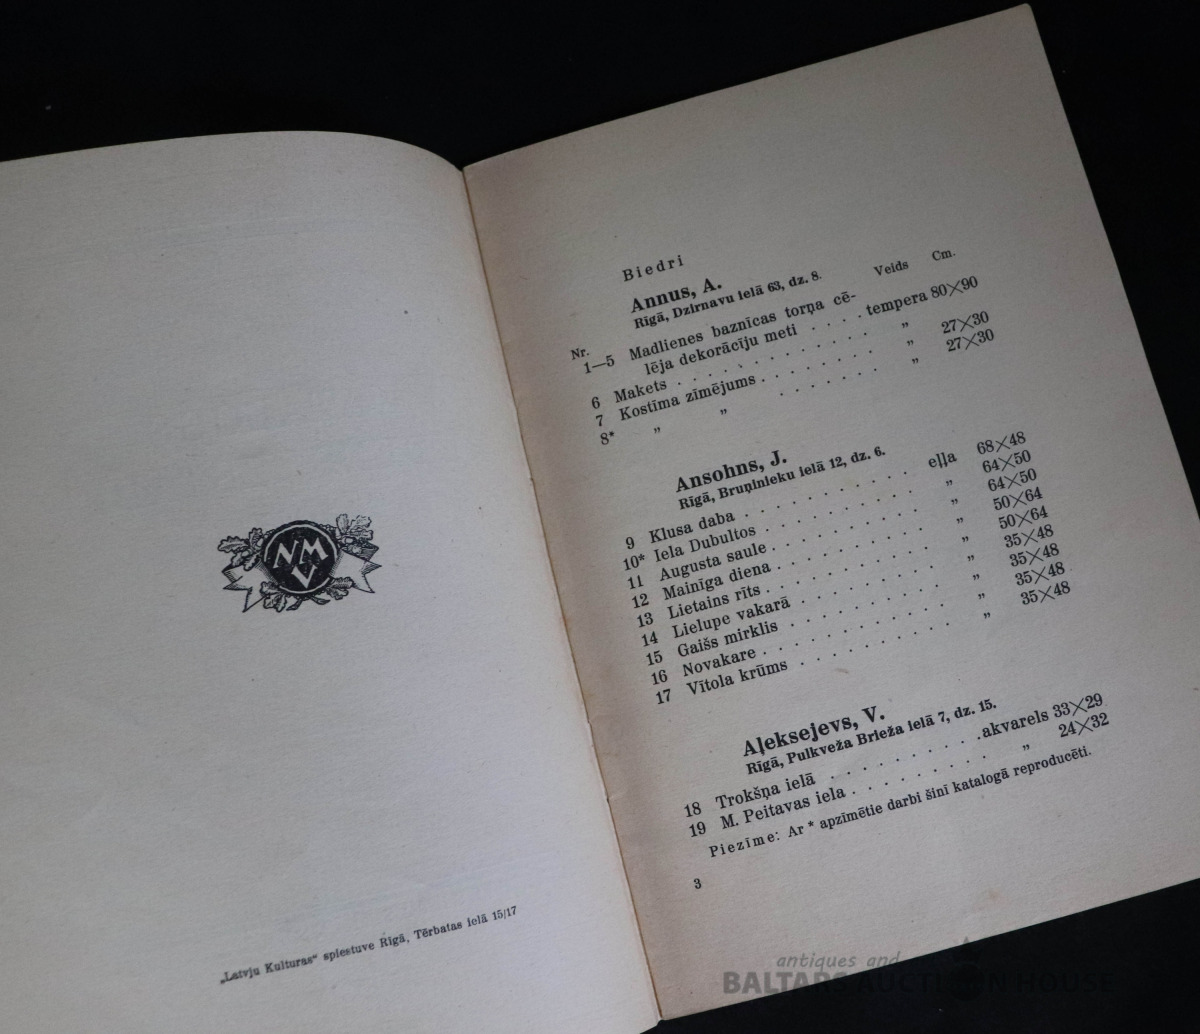 NMV
„Latvju Kulturas“ spiestuve Rīgā, Tērbatas ielā 15/17
Biedri
Annus, A.
Rīgā, Dzirnavu ielā 63, dz. 8.
Nr. Veids Cm.
1—5 Madlienes baznīcas torņa cē-
lēja dekorāciju meti . . . . tempera 80×90
6 Makets . . . . . . . . . . . . „
7 Kostīma zīmējums . . . . . . . . „ 27×30
8* „ „ . . . . . . . „ 27×30
Ansohns, J.
Rīgā, Bruņinieku ielā 12, dz. 6.
9 Klusa daba . . . . . . . . . . . eļļa 68×48
10* Iela Dubultos . . . . . . . . . . „ 64×50
11 Augusta saule . . . . . . . . . . „ 64×50
12 Mainīga diena . . . . . . . . . . „ 50×64
13 Lietains rīts . . . . . . . . . . . „ 50×64
14 Lielupe vakarā . . . . . . . . . „ 35×48
15 Gaišs mirklis . . . . . . . . . . „ 35×48
16 Novakare . . . . . . . . . . . . „ 35×48
17 Vītola krūms . . . . . . . . . . „ 35×48
Aļeksejevs, V.
Rīgā, Pulkveža Brieža ielā 7, dz. 15.
18 Trokšņa ielā . . . . . . . . . akvarels 33×29
19 M. Peitavas iela . . . . . . . . . . „ 24×32
Piezīme: Ar * apzīmētie darbi šinī katalogā reproducēti.
3
antiques and
BALTARS AUCTION HOUSE